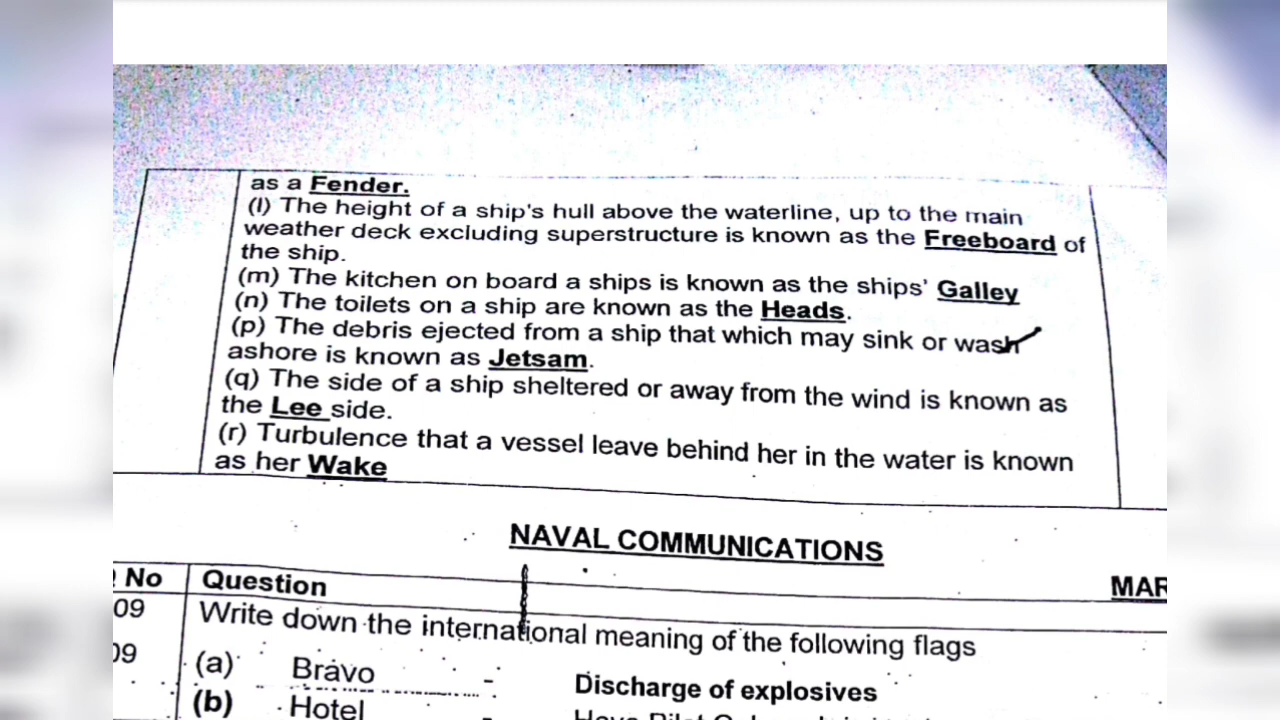 as a Fender.
(l) The height of a ship's hull above the waterline, up to the main
weather deck excluding superstructure is known as the Freeboard of
the ship.
(m) The kitchen on board a ships is known as the ships' Galley
(n) The toilets on a ship are known as the Heads.
(p) The debris ejected from a ship that which may sink or wash
ashore is known as Jetsam.
(q) The side of a ship sheltered or away from the wind is known as
the Lee side.
(r) Turbulence that a vessel leave behind her in the water is known
as her Wake
NAVAL COMMUNICATIONS
No Question MAR
09 Write down the international meaning of the following flags
09 (a) Bravo - Discharge of explosives
(b) Hotel -